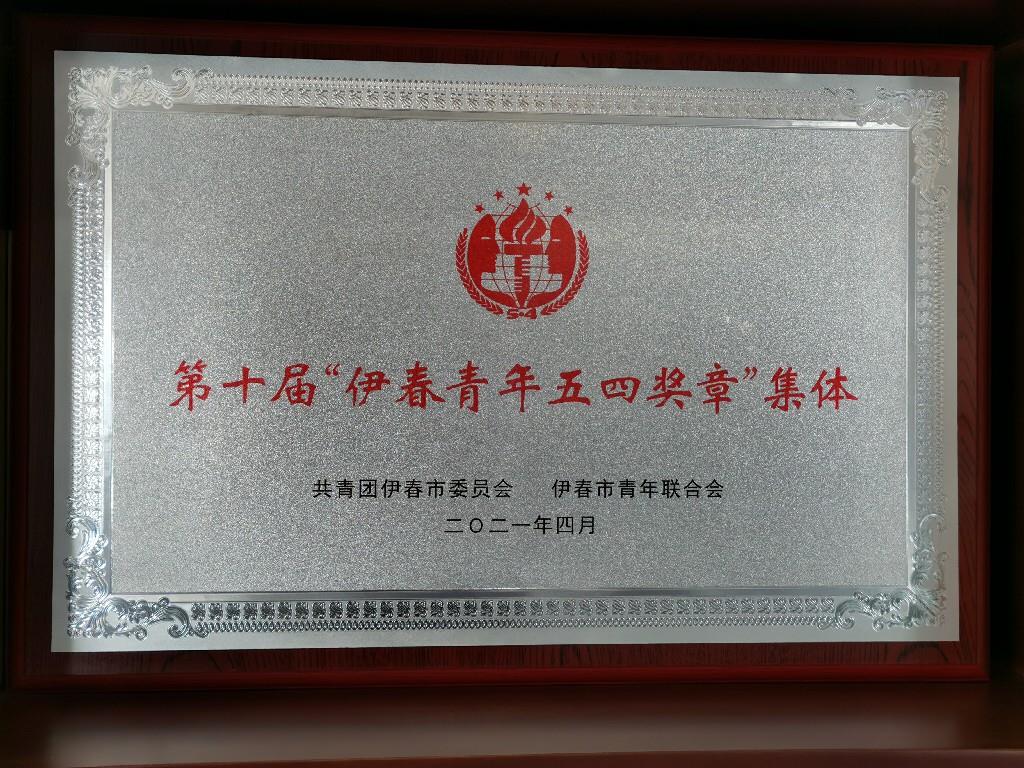 5·4
第十届“伊春青年五四奖章”集体
共青团伊春市委员会 伊春市青年联合会
二〇二一年四月